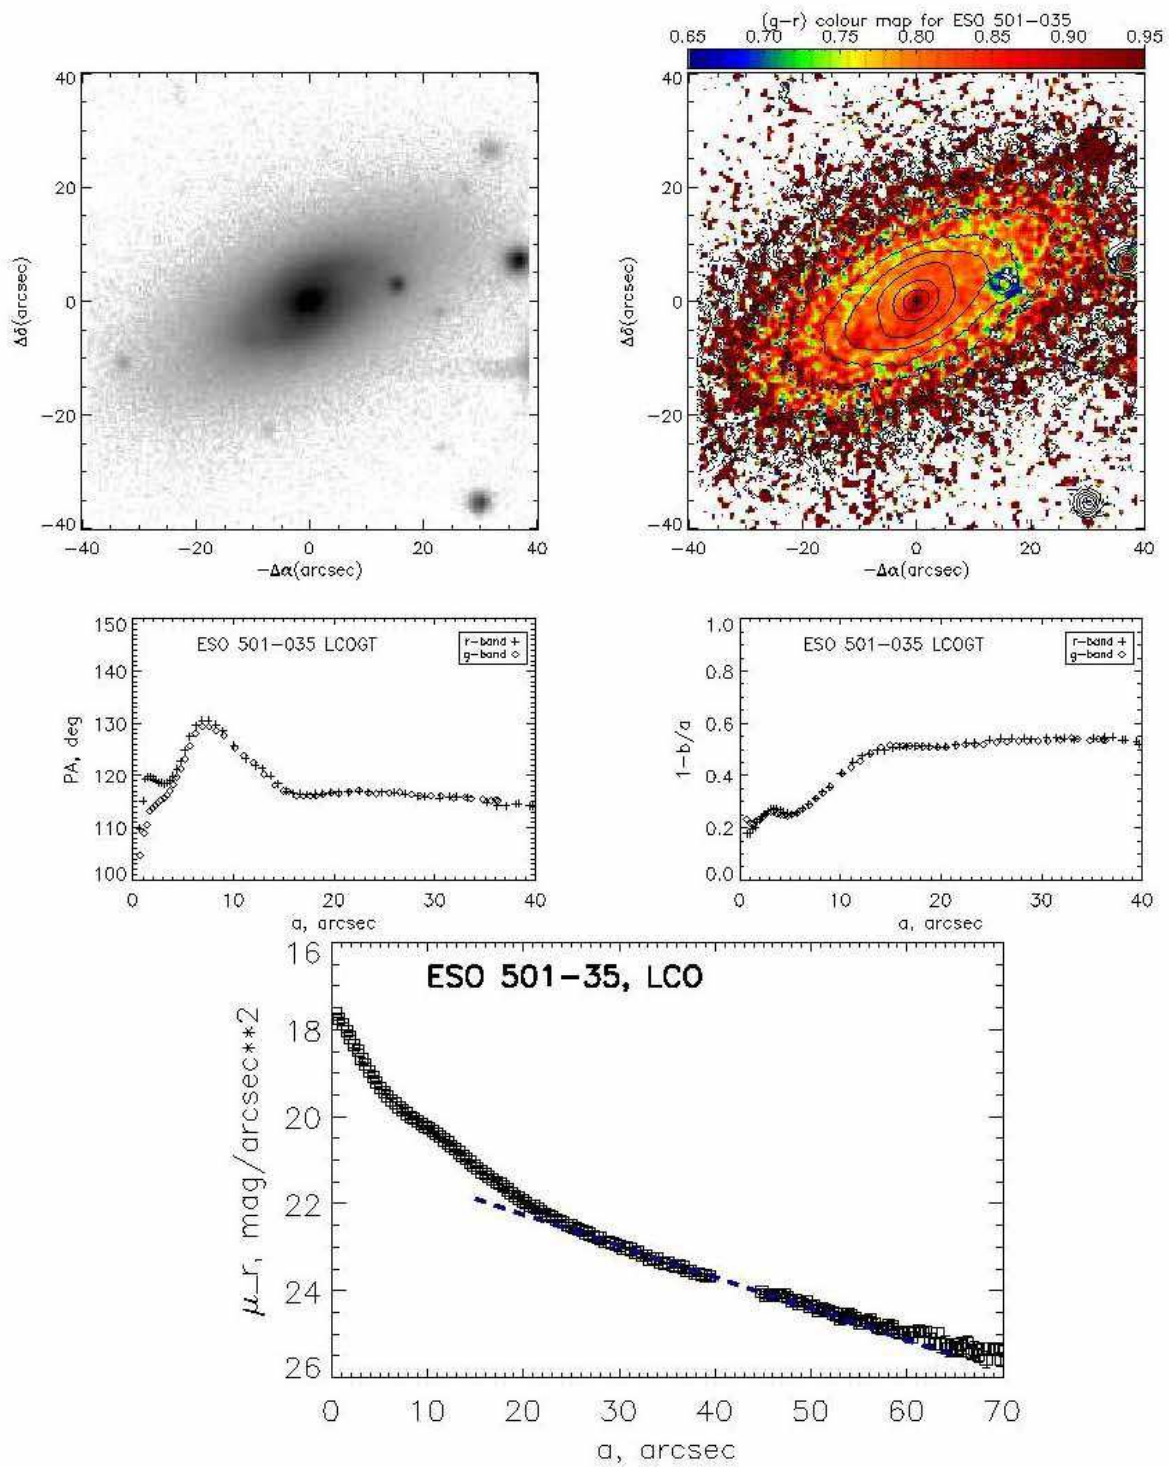 (g-r) colour map for ESO 501-035
0.65 0.70 0.75 0.80 0.85 0.90 0.95
40
20
0
-20
-40
Δδ(arcsec)
-40 -20 0 20 40
-Δα(arcsec)
40
20
0
-20
-40
Δδ(arcsec)
-40 -20 0 20 40
-Δα(arcsec)
150
140
130
120
110
100
PA, deg
ESO 501-035 LCOGT
r-band +
g-band ◇
0 10 20 30 40
a, arcsec
1.0
0.8
0.6
0.4
0.2
0.0
1-b/a
ESO 501-035 LCOGT
r-band +
g-band ◇
0 10 20 30 40
a, arcsec
ESO 501-35, LCO
16
18
20
22
24
26
μ_r, mag/arcsec**2
0 10 20 30 40 50 60 70
a, arcsec